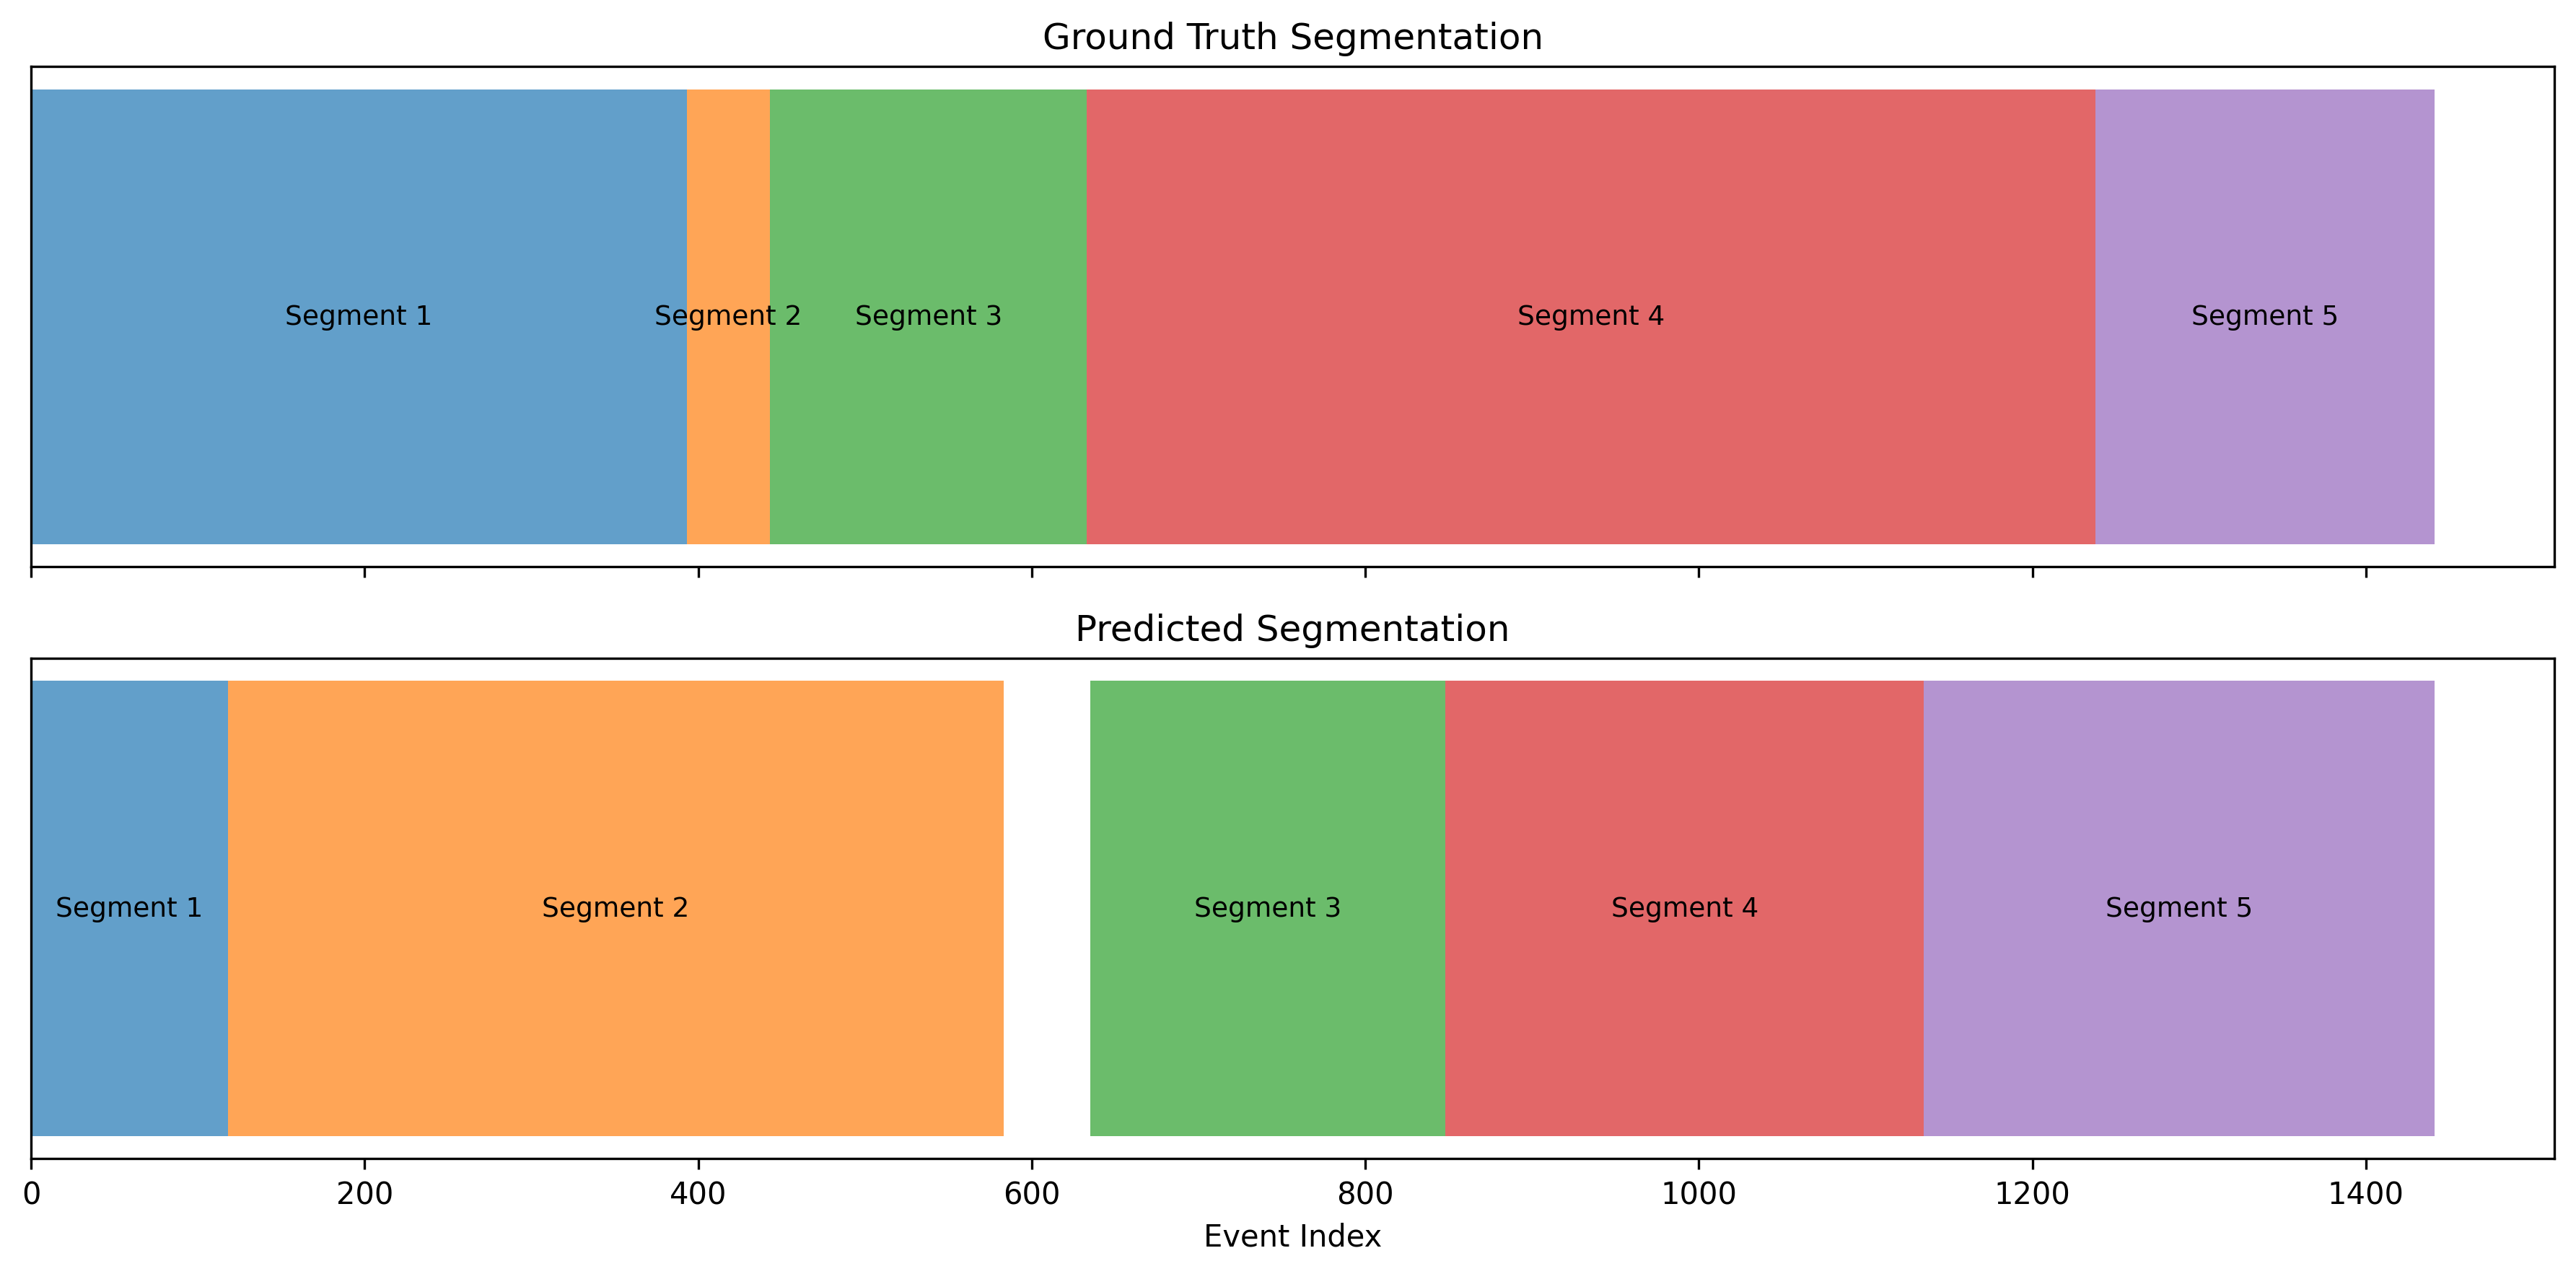 Ground Truth Segmentation
Segment 1 Segment 2 Segment 3 Segment 4 Segment 5
Predicted Segmentation
Segment 1 Segment 2 Segment 3 Segment 4 Segment 5
0 200 400 600 800 1000 1200 1400
Event Index